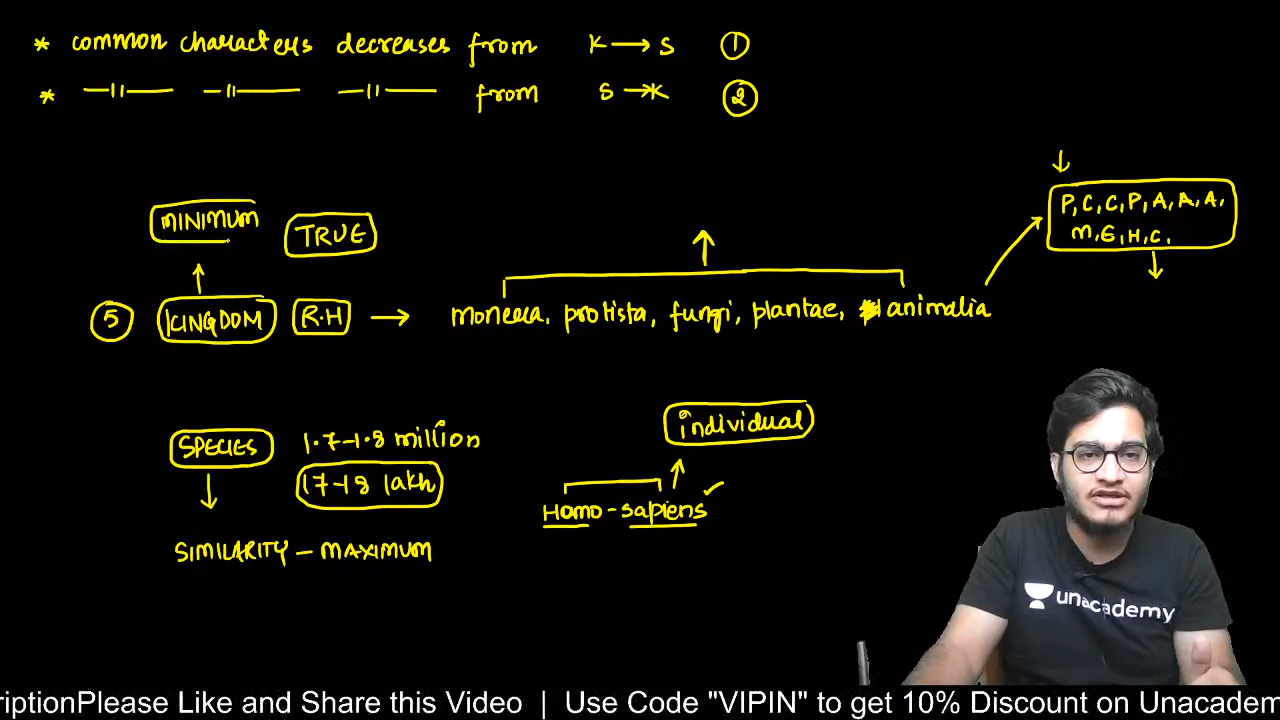 * common characters decreases from K → S ①
* —॥— —॥— —॥— from S → K ②
P, C, C, P, A, A, A,
M, E, H, C,
MINIMUM TRUE
⑤ KINGDOM R.H → monera, protista, fungi, plantae, animalia
individual
SPECIES 1.7-1.8 million
17-18 lakh
Homo-sapiens ✓
SIMILARITY - MAXIMUM
unacademy
riptionPlease Like and Share this Video | Use Code "VIPIN" to get 10% Discount on Unacadem